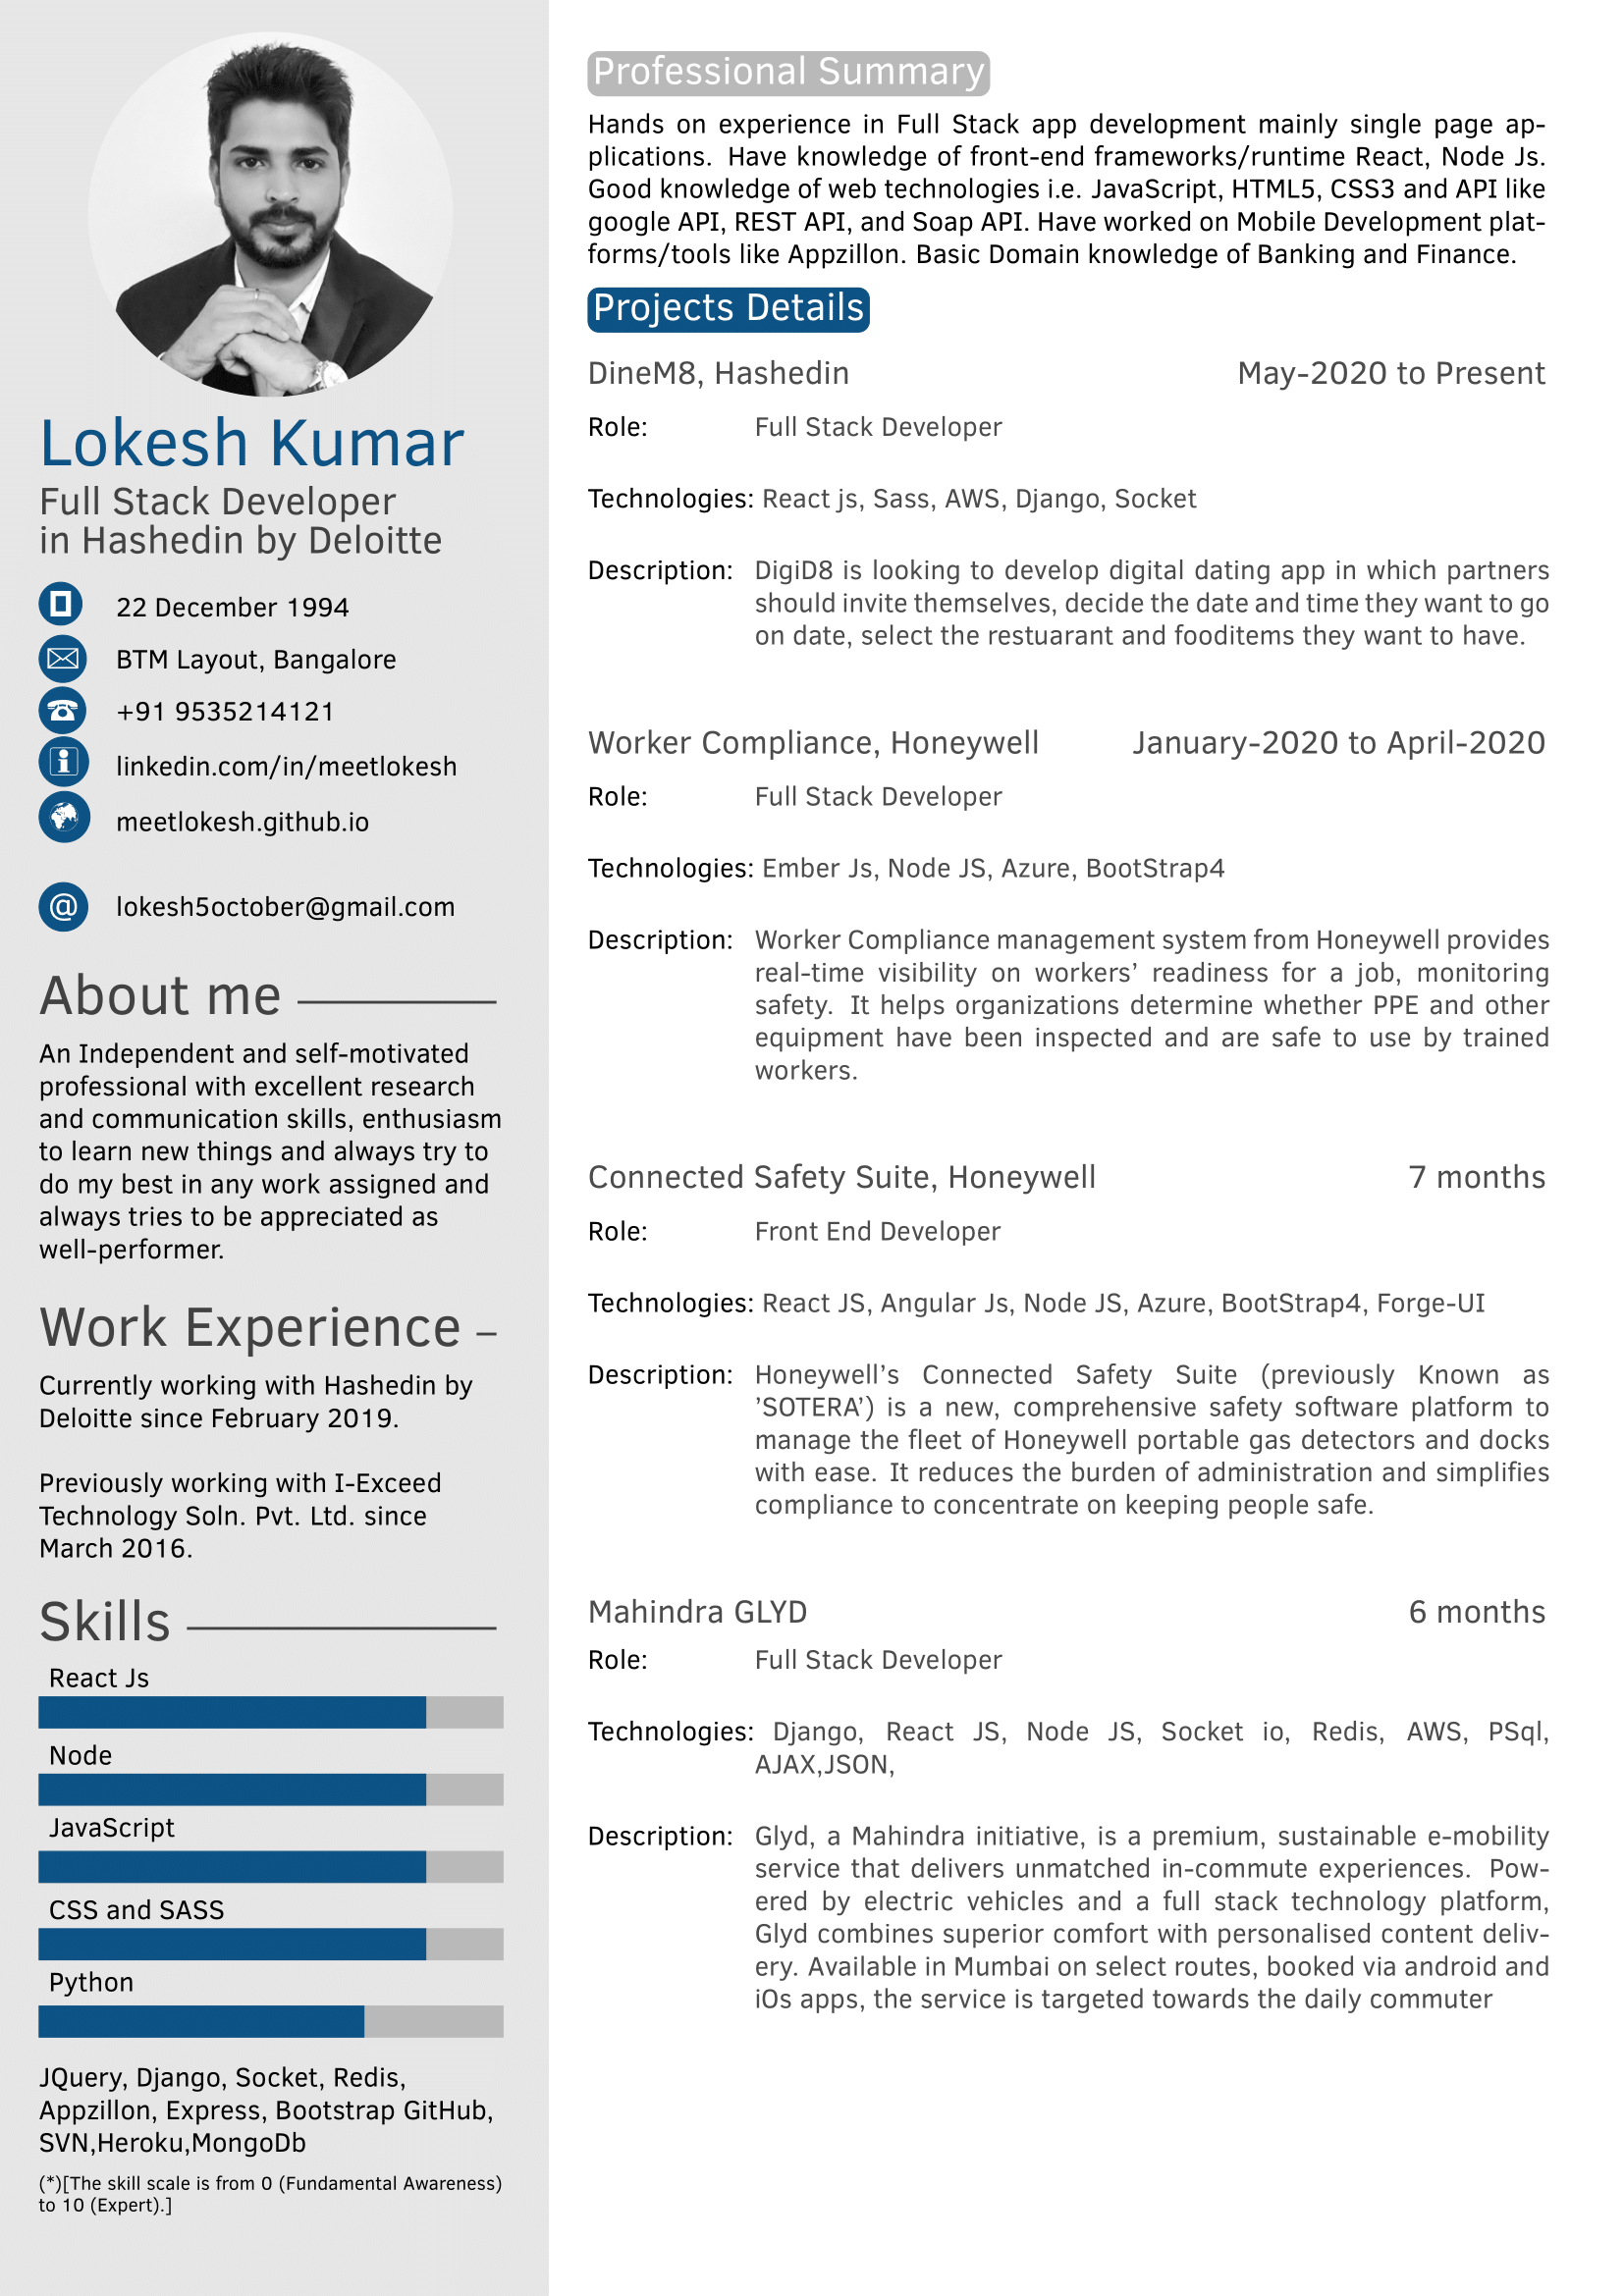 Lokesh Kumar
Full Stack Developer
in Hashedin by Deloitte
22 December 1994
BTM Layout, Bangalore
+91 9535214121
linkedin.com/in/meetlokesh
meetlokesh.github.io
@ lokesh5october@gmail.com
About me
An Independent and self-motivated
professional with excellent research
and communication skills, enthusiasm
to learn new things and always try to
do my best in any work assigned and
always tries to be appreciated as
well-performer.
Work Experience
Currently working with Hashedin by
Deloitte since February 2019.
Previously working with I-Exceed
Technology Soln. Pvt. Ltd. since
March 2016.
Skills
React Js
Node
JavaScript
CSS and SASS
Python
JQuery, Django, Socket, Redis,
Appzillon, Express, Bootstrap GitHub,
SVN,Heroku,MongoDb
(*)[The skill scale is from 0 (Fundamental Awareness)
to 10 (Expert).]
Professional Summary
Hands on experience in Full Stack app development mainly single page ap-
plications. Have knowledge of front-end frameworks/runtime React, Node Js.
Good knowledge of web technologies i.e. JavaScript, HTML5, CSS3 and API like
google API, REST API, and Soap API. Have worked on Mobile Development plat-
forms/tools like Appzillon. Basic Domain knowledge of Banking and Finance.
Projects Details
DineM8, Hashedin May-2020 to Present
Role: Full Stack Developer
Technologies: React js, Sass, AWS, Django, Socket
Description: DigiD8 is looking to develop digital dating app in which partners
should invite themselves, decide the date and time they want to go
on date, select the restuarant and fooditems they want to have.
Worker Compliance, Honeywell January-2020 to April-2020
Role: Full Stack Developer
Technologies: Ember Js, Node JS, Azure, BootStrap4
Description: Worker Compliance management system from Honeywell provides
real-time visibility on workers' readiness for a job, monitoring
safety. It helps organizations determine whether PPE and other
equipment have been inspected and are safe to use by trained
workers.
Connected Safety Suite, Honeywell 7 months
Role: Front End Developer
Technologies: React JS, Angular Js, Node JS, Azure, BootStrap4, Forge-UI
Description: Honeywell's Connected Safety Suite (previously Known as
'SOTERA') is a new, comprehensive safety software platform to
manage the fleet of Honeywell portable gas detectors and docks
with ease. It reduces the burden of administration and simplifies
compliance to concentrate on keeping people safe.
Mahindra GLYD 6 months
Role: Full Stack Developer
Technologies: Django, React JS, Node JS, Socket io, Redis, AWS, PSql,
AJAX,JSON,
Description: Glyd, a Mahindra initiative, is a premium, sustainable e-mobility
service that delivers unmatched in-commute experiences. Pow-
ered by electric vehicles and a full stack technology platform,
Glyd combines superior comfort with personalised content deliv-
ery. Available in Mumbai on select routes, booked via android and
iOs apps, the service is targeted towards the daily commuter